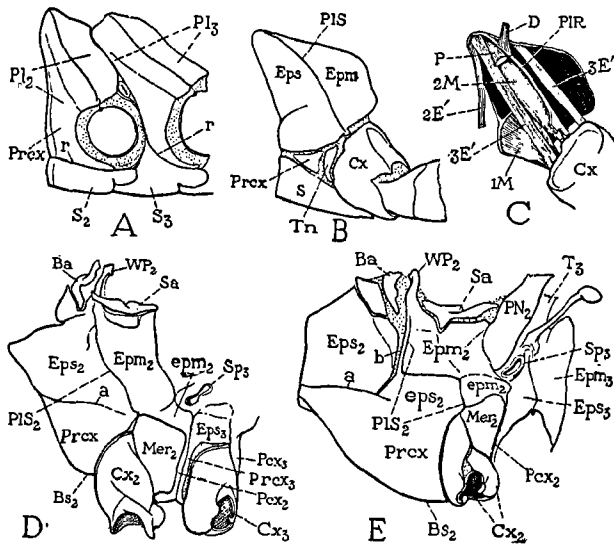 Pl3
Pl2
Prcx
r
r
S2
S3
A
PlS
Eps
Epm
Cx
Prcx
S
Tn
B
D
PlR
P
2M
3E'
2E'
3E'
1M
Cx
C
Ba
WP2
Sa
Eps2
Epm2
epm2
Sp3
PlS2
a
Prcx
Mer2
Eps3
Pcx3
Prcx3
Pcx2
Cx2
Bs2
Cx3
D
Ba
WP2
Sa
T3
PN2
Eps2
b
Epm2
Sp3
a
eps2
epm2
Epm3
Eps3
PlS2
Mer2
Prcx
Pcx2
Bs2
Cx2
E